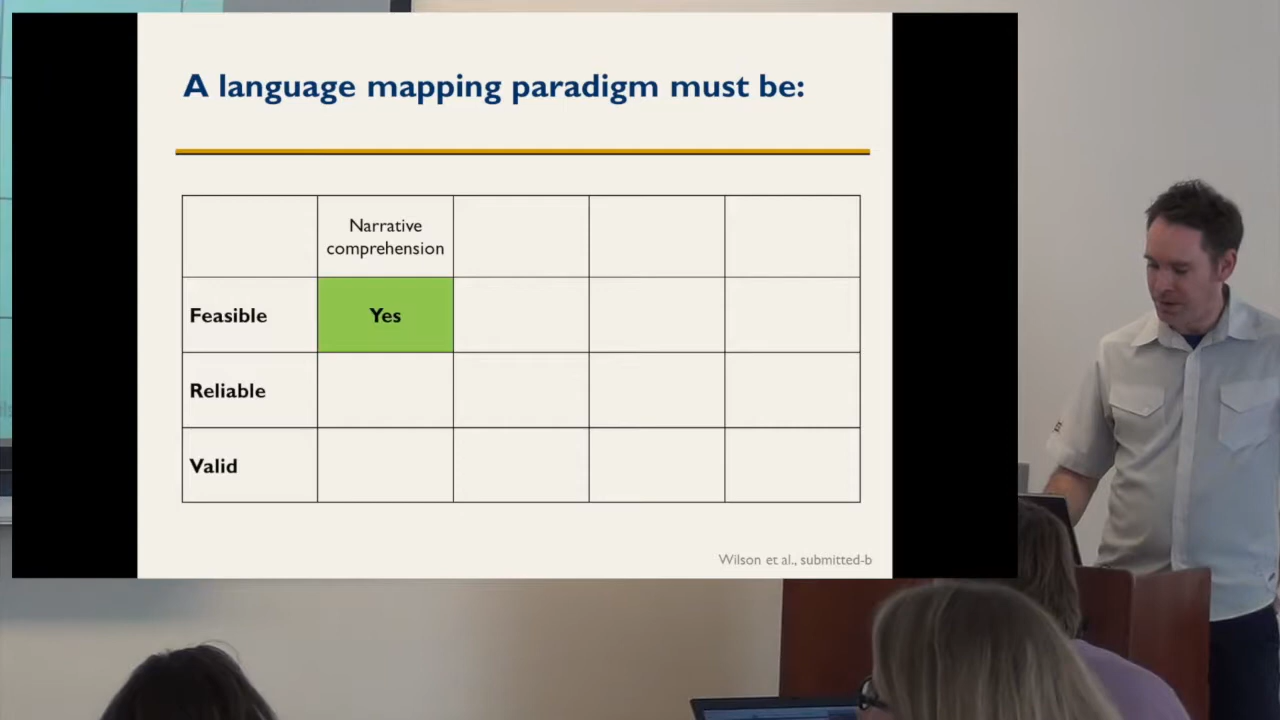 A language mapping paradigm must be:
Narrative
comprehension
Feasible
Yes
Reliable
Valid
Wilson et al., submitted-b